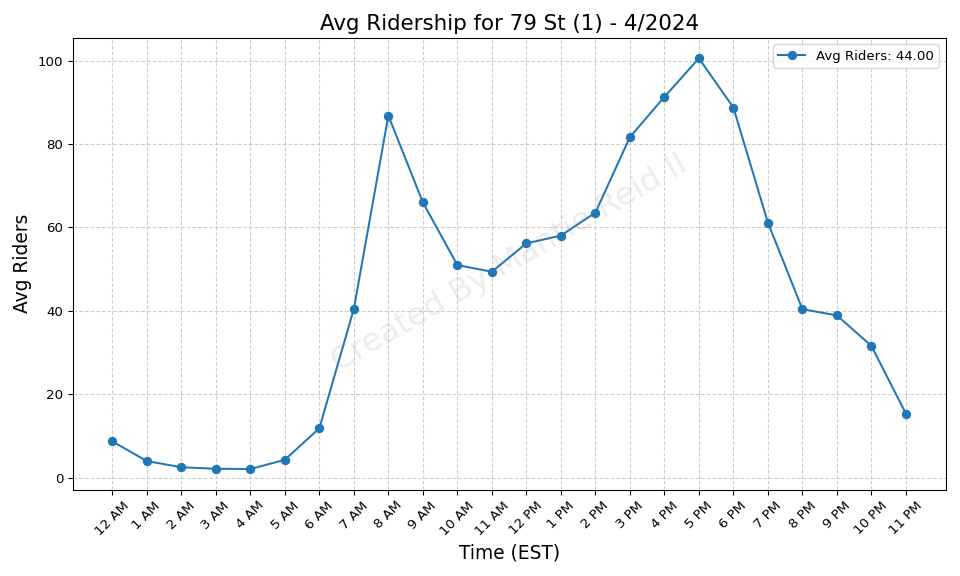 Avg Ridership for 79 St (1) - 4/2024
Avg Riders: 44.00
Avg Riders
100
80
60
40
20
0
Created By Mantie Reid II
12 AM
1 AM
2 AM
3 AM
4 AM
5 AM
6 AM
7 AM
8 AM
9 AM
10 AM
11 AM
12 PM
1 PM
2 PM
3 PM
4 PM
5 PM
6 PM
7 PM
8 PM
9 PM
10 PM
11 PM
Time (EST)